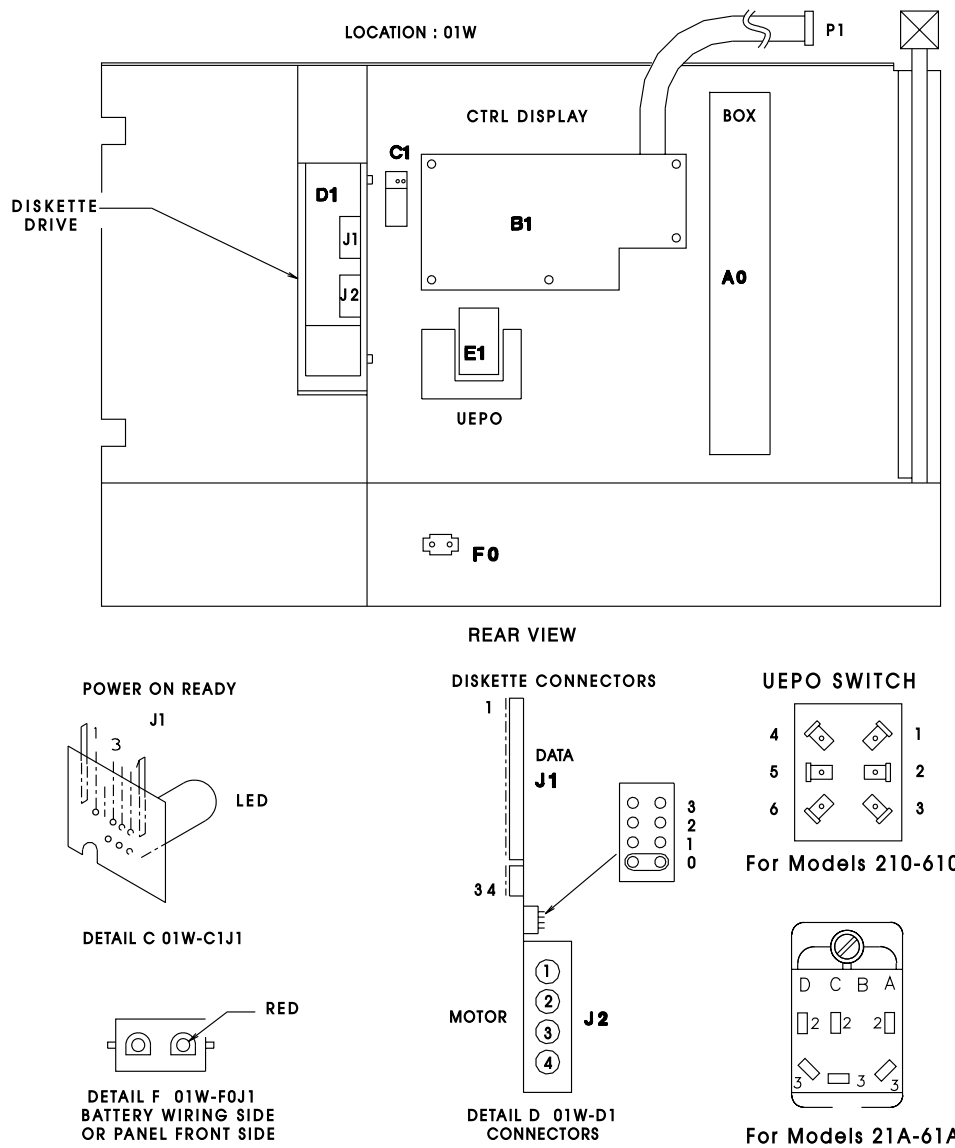 LOCATION : 01W
P1
CTRL DISPLAY
BOX
C1
D1
DISKETTE
DRIVE
J1
B1
J2
A0
E1
UEPO
F0
REAR VIEW
POWER ON READY
J1
1
3
LED
DETAIL C 01W-C1J1
RED
DETAIL F 01W-F0J1
BATTERY WIRING SIDE
OR PANEL FRONT SIDE
DISKETTE CONNECTORS
1
DATA
J1
34
3
2
1
0
MOTOR
1
2
3
4
J2
DETAIL D 01W-D1
CONNECTORS
UEPO SWITCH
4 1
5 2
6 3
For Models 210-610
D C B A
2 2 2
3 3 3
For Models 21A-61A